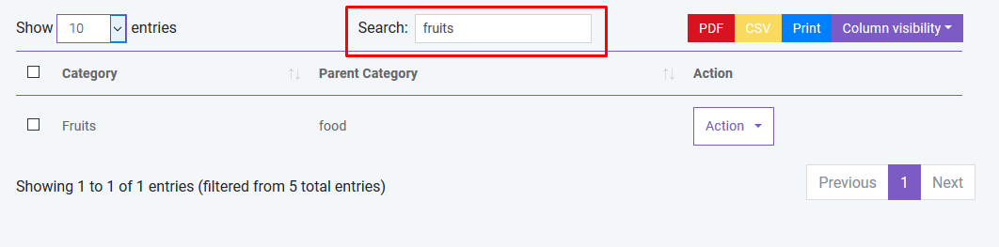 Show 10 entries Search: fruits PDF CSV Print Column visibility
Category Parent Category Action
Fruits food Action
Showing 1 to 1 of 1 entries (filtered from 5 total entries) Previous 1 Next